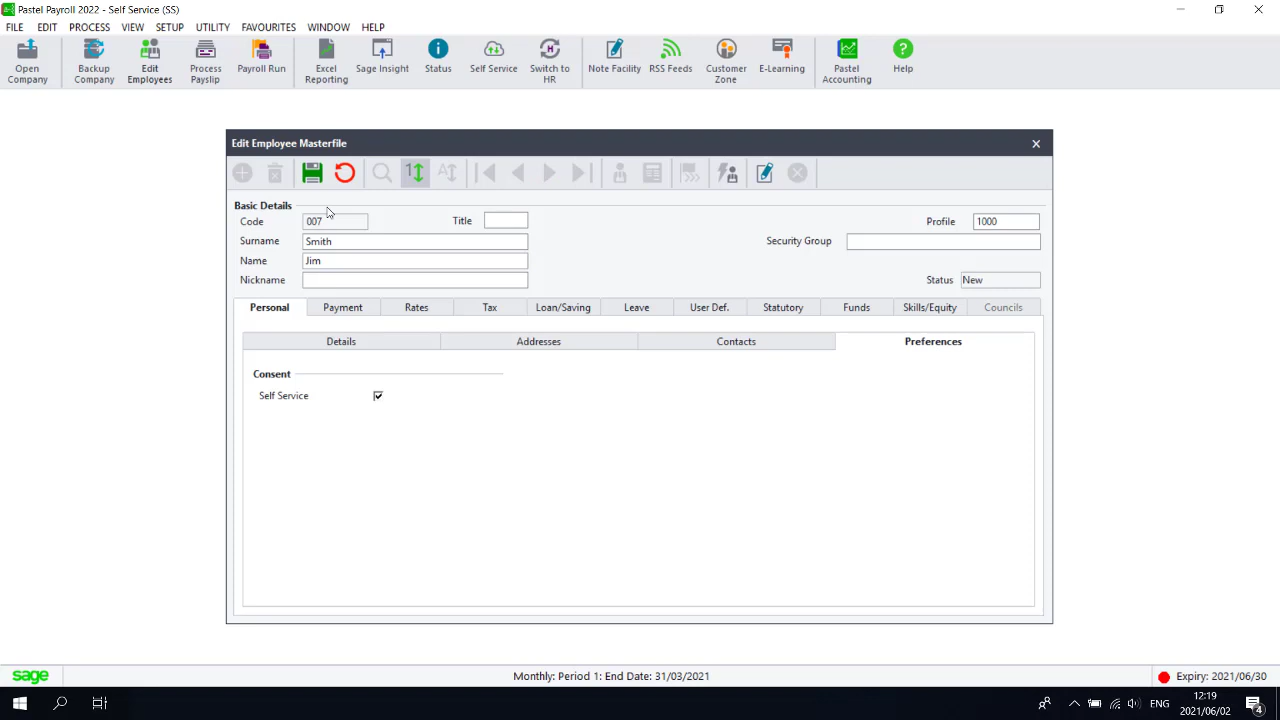 Pastel Payroll 2022 - Self Service (SS)
FILE EDIT PROCESS VIEW SETUP UTILITY FAVOURITES WINDOW HELP
Open Company
Backup Company
Edit Employees
Process Payslip
Payroll Run
Excel Reporting
Sage Insight
Status
Self Service
Switch to HR
Note Facility
RSS Feeds
Customer Zone
E-Learning
Pastel Accounting
Help
Edit Employee Masterfile
Basic Details
Code 007 Title Profile 1000
Surname Smith Security Group
Name Jim
Nickname Status New
Personal Payment Rates Tax Loan/Saving Leave User Def. Statutory Funds Skills/Equity Councils
Details Addresses Contacts Preferences
Consent
Self Service
sage Monthly: Period 1: End Date: 31/03/2021 Expiry: 2021/06/30
ENG 12:19
2021/06/02 4